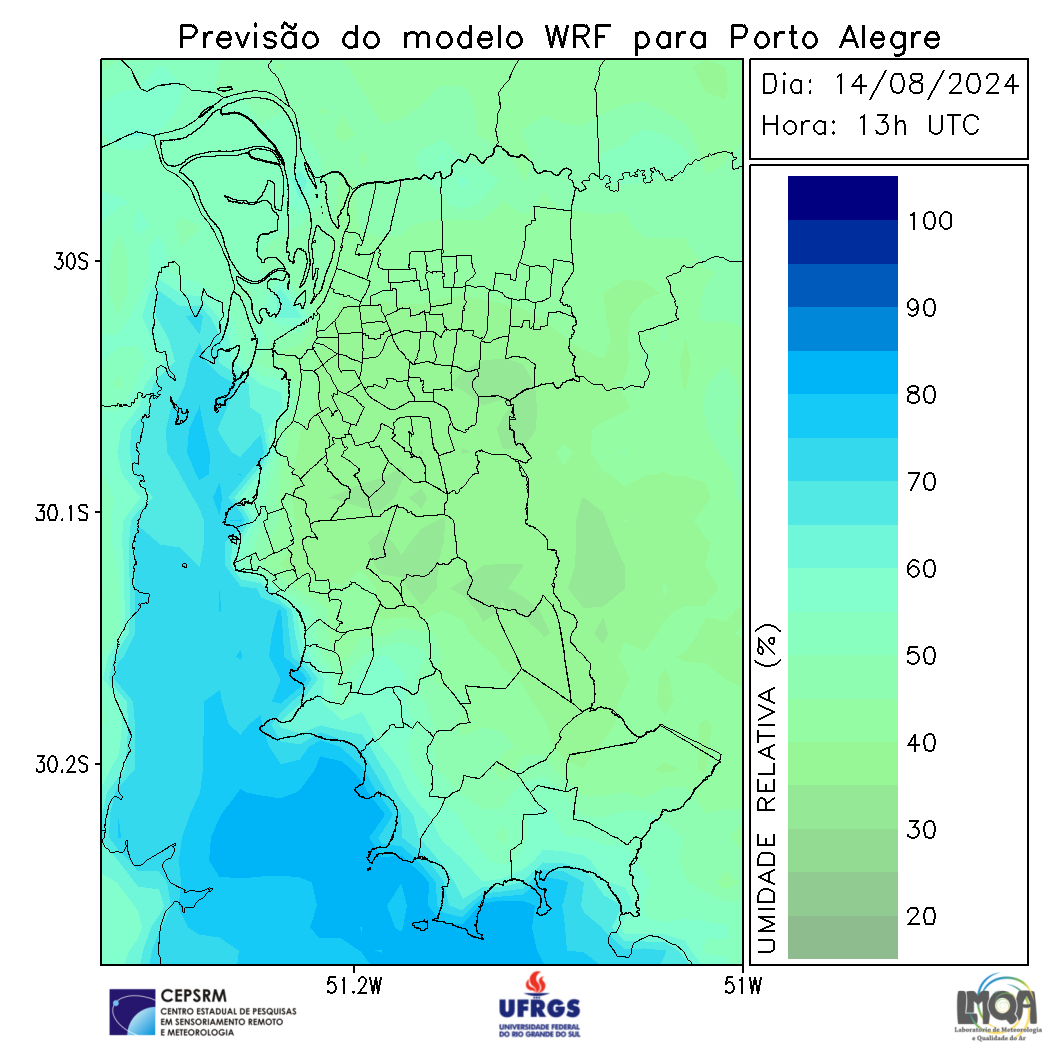 Previsão do modelo WRF para Porto Alegre
Dia: 14/08/2024
Hora: 13h UTC
30S
30.1S
30.2S
51.2W
51W
100
90
80
70
60
50
40
30
20
UMIDADE RELATIVA (%)
CEPSRM
CENTRO ESTADUAL DE PESQUISAS
EM SENSORIAMENTO REMOTO
E METEOROLOGIA
UFRGS
UNIVERSIDADE FEDERAL
DO RIO GRANDE DO SUL
LMQA
Laboratório de Meteorologia
e Qualidade do Ar